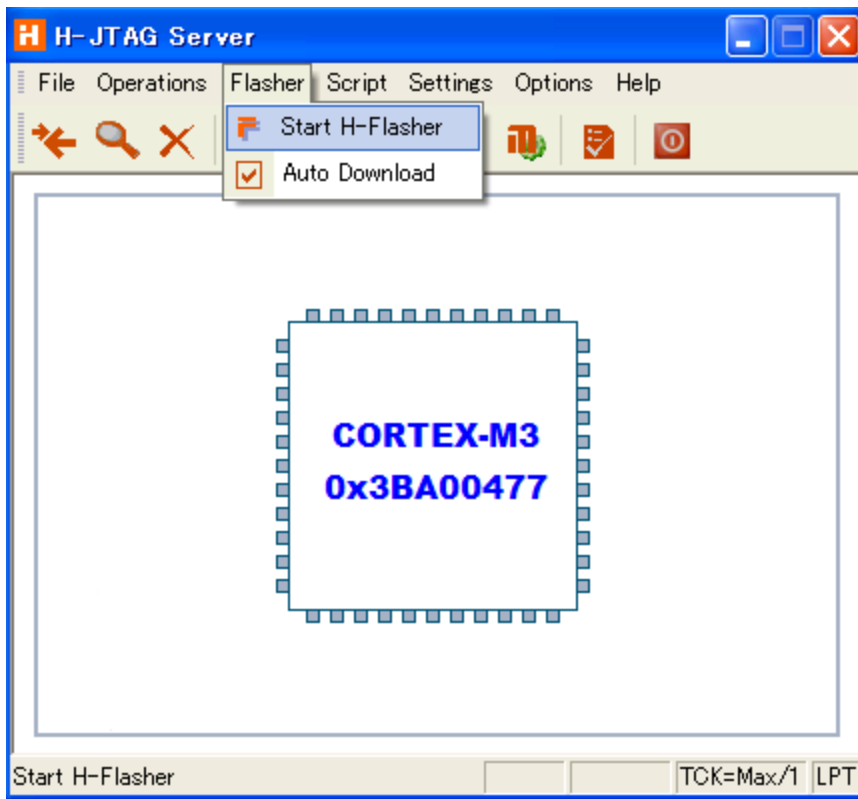 H-JTAG Server
File Operations Flasher Script Settings Options Help
Start H-Flasher
Auto Download
CORTEX-M3
0x3BA00477
Start H-Flasher TCK=Max/1 LPT